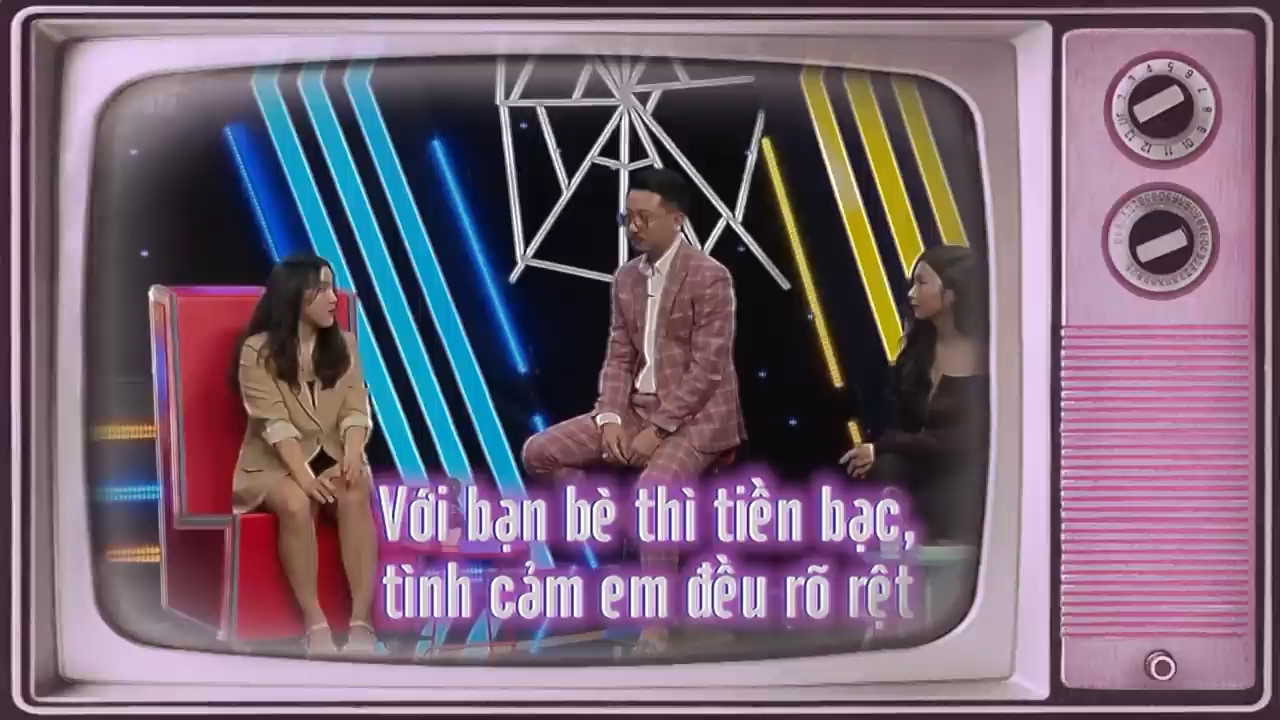 Với bạn bè thì tiền bạc,
tình cảm em đều rõ rệt